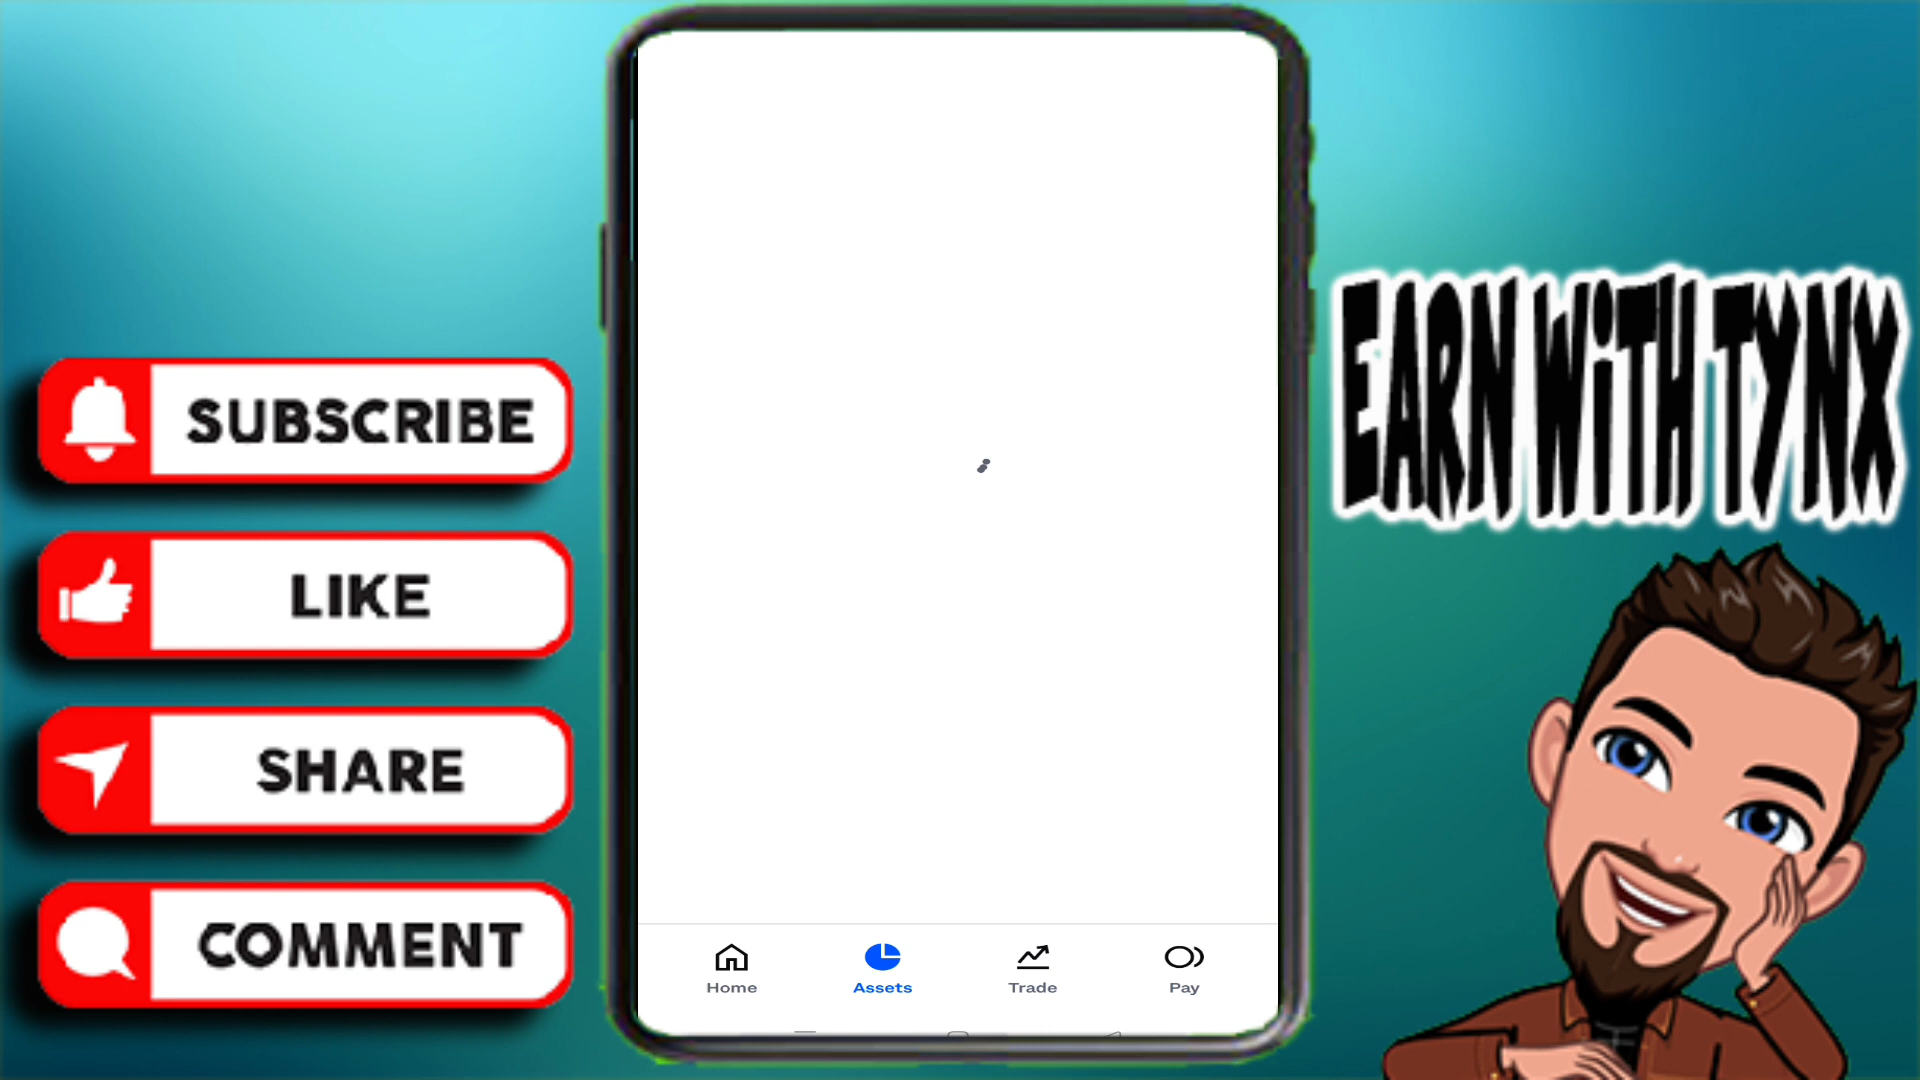 SUBSCRIBE
LIKE
SHARE
COMMENT
Home
Assets
Trade
Pay
EARN WiTH TYNX